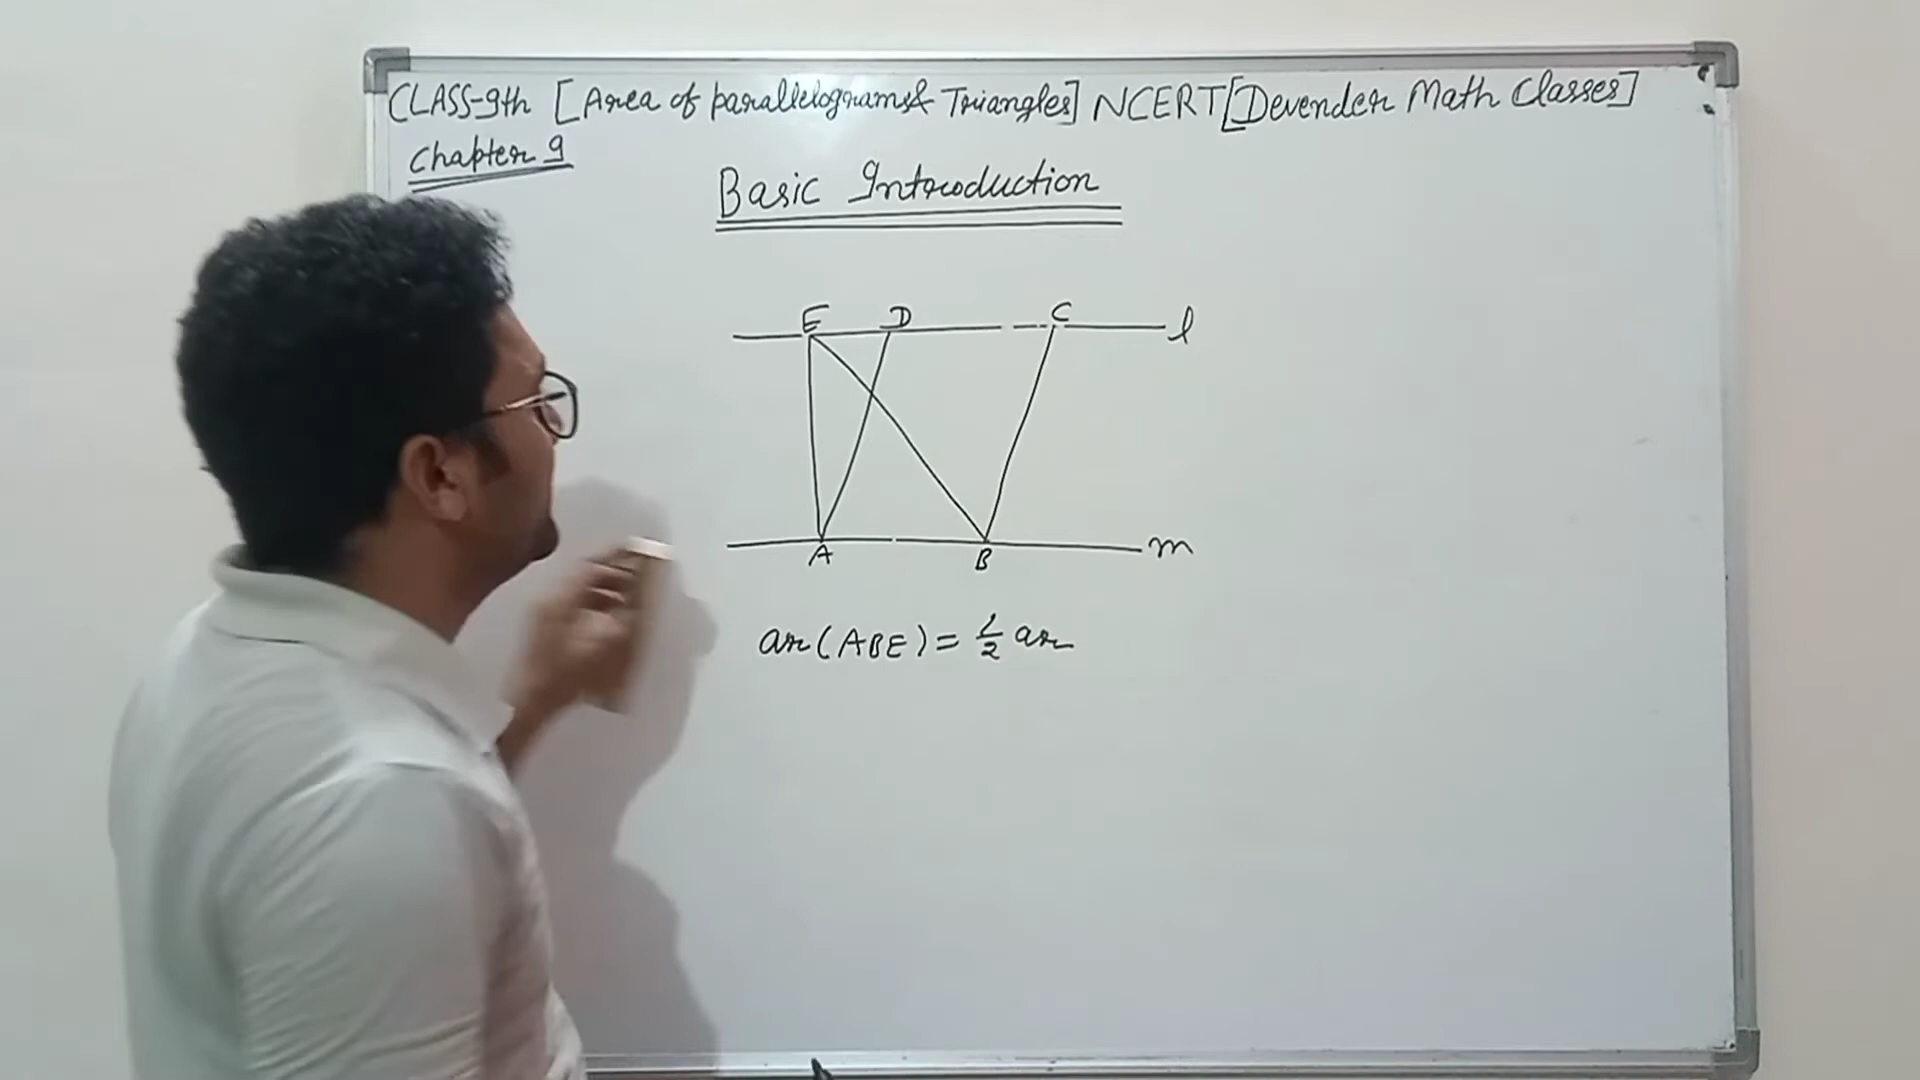 CLASS-9th [Area of parallelograms & Triangles] NCERT [Devender Math Classes]
Chapter 9
Basic Introduction
E D C l
A B m
ar(ABE) = 1/2 ar